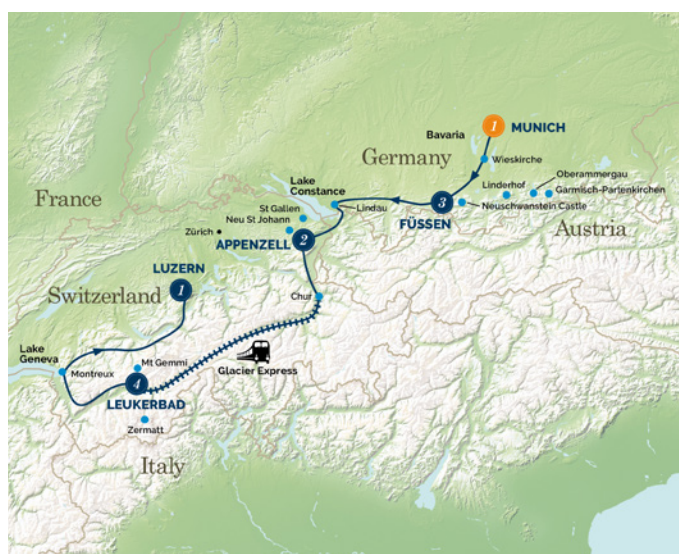 Bavaria
1
MUNICH
Germany
Wieskirche
Oberammergau
Linderhof
Garmisch-Partenkirchen
Lake
Constance
France
Lindau
3
Neuschwanstein Castle
FÜSSEN
Austria
St Gallen
Neu St Johann
Zürich
APPENZELL
2
LUZERN
1
Switzerland
Chur
Lake
Geneva
Montreux
Mt Gemmi
Glacier Express
4
LEUKERBAD
Zermatt
Italy